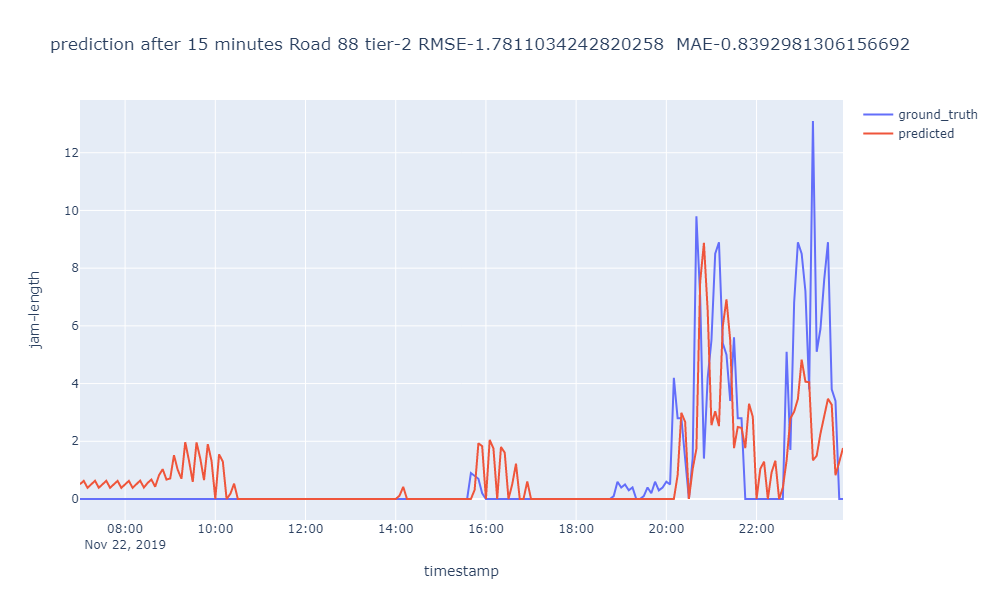 prediction after 15 minutes Road 88 tier-2 RMSE-1.7811034242820258  MAE-0.8392981306156692
ground_truth
predicted
12
10
8
6
4
2
0
jam-length
08:00 10:00 12:00 14:00 16:00 18:00 20:00 22:00
Nov 22, 2019
timestamp